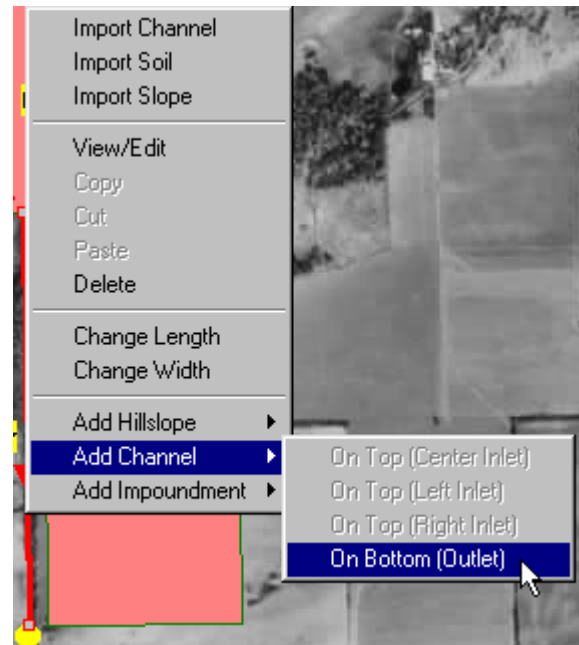 Import Channel
Import Soil
Import Slope
View/Edit
Copy
Cut
Paste
Delete
Change Length
Change Width
Add Hillslope
Add Channel
Add Impoundment
On Top (Center Inlet)
On Top (Left Inlet)
On Top (Right Inlet)
On Bottom (Outlet)